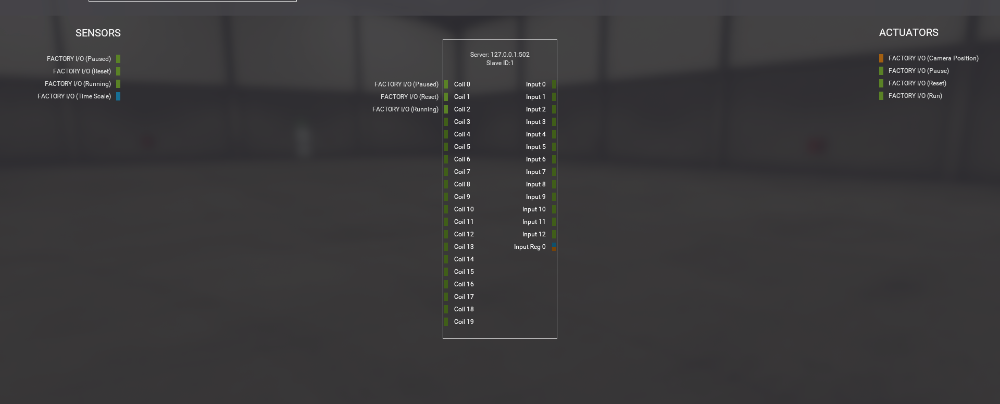 SENSORS
FACTORY I/O (Paused)
FACTORY I/O (Reset)
FACTORY I/O (Running)
FACTORY I/O (Time Scale)
Server: 127.0.0.1:502
Slave ID:1
FACTORY I/O (Paused) Coil 0 Input 0
FACTORY I/O (Reset) Coil 1 Input 1
FACTORY I/O (Running) Coil 2 Input 2
Coil 3 Input 3
Coil 4 Input 4
Coil 5 Input 5
Coil 6 Input 6
Coil 7 Input 7
Coil 8 Input 8
Coil 9 Input 9
Coil 10 Input 10
Coil 11 Input 11
Coil 12 Input 12
Coil 13 Input Reg 0
Coil 14
Coil 15
Coil 16
Coil 17
Coil 18
Coil 19
ACTUATORS
FACTORY I/O (Camera Position)
FACTORY I/O (Pause)
FACTORY I/O (Reset)
FACTORY I/O (Run)